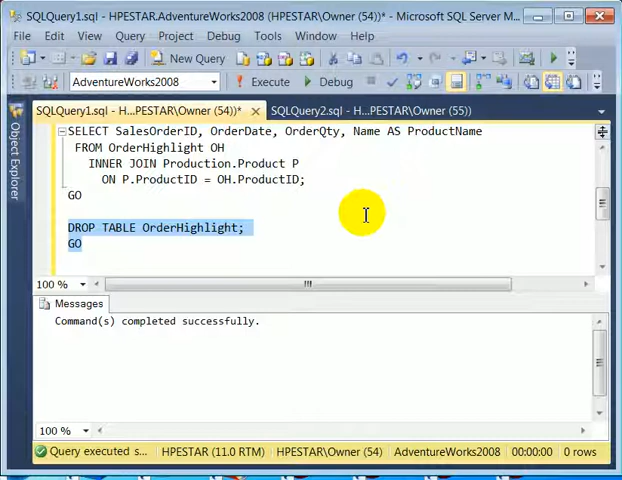 SQLQuery1.sql - HPESTAR.AdventureWorks2008 (HPESTAR\Owner (54))* - Microsoft SQL Server M...
File Edit View Query Project Debug Tools Window Help
New Query
AdventureWorks2008 Execute Debug
SQLQuery1.sql - H...PESTAR\Owner (54))* SQLQuery2.sql - H...PESTAR\Owner (55))
Object Explorer
SELECT SalesOrderID, OrderDate, OrderQty, Name AS ProductName
FROM OrderHighlight OH
INNER JOIN Production.Product P
ON P.ProductID = OH.ProductID;
GO
DROP TABLE OrderHighlight;
GO
100 %
Messages
Command(s) completed successfully.
100 %
Query executed s... HPESTAR (11.0 RTM) HPESTAR\Owner (54) AdventureWorks2008 00:00:00 0 rows